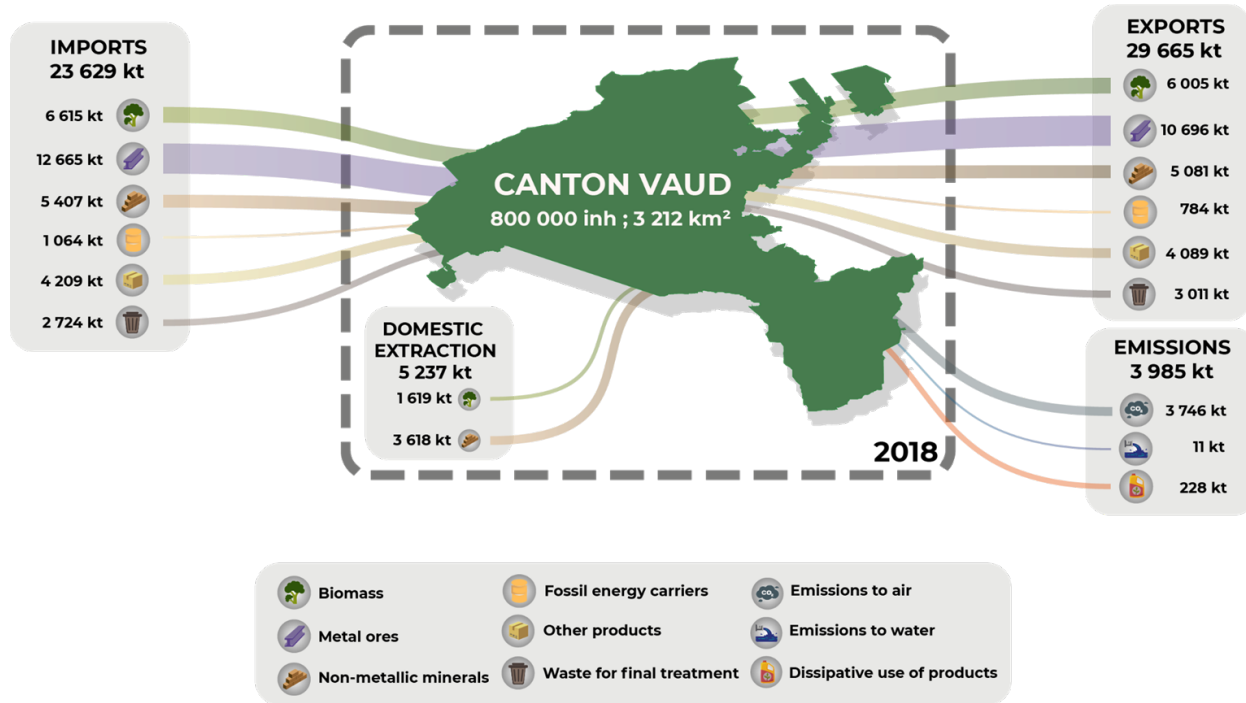 IMPORTS
23 629 kt
6 615 kt
12 665 kt
5 407 kt
1 064 kt
4 209 kt
2 724 kt
CANTON VAUD
800 000 inh ; 3 212 km²
DOMESTIC
EXTRACTION
5 237 kt
1 619 kt
3 618 kt
2018
EXPORTS
29 665 kt
6 005 kt
10 696 kt
5 081 kt
784 kt
4 089 kt
3 011 kt
EMISSIONS
3 985 kt
CO₂
3 746 kt
11 kt
228 kt
Biomass
Metal ores
Non-metallic minerals
Fossil energy carriers
Other products
Waste for final treatment
CO₂
Emissions to air
Emissions to water
Dissipative use of products